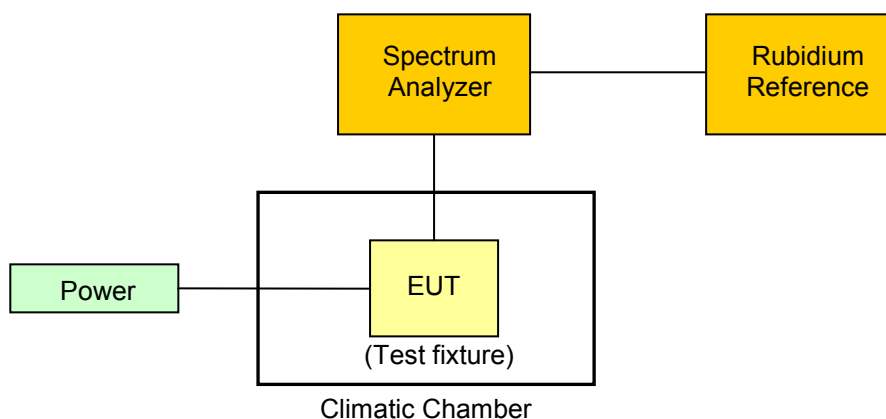 Spectrum
Analyzer
Rubidium
Reference
Power
EUT
(Test fixture)
Climatic Chamber